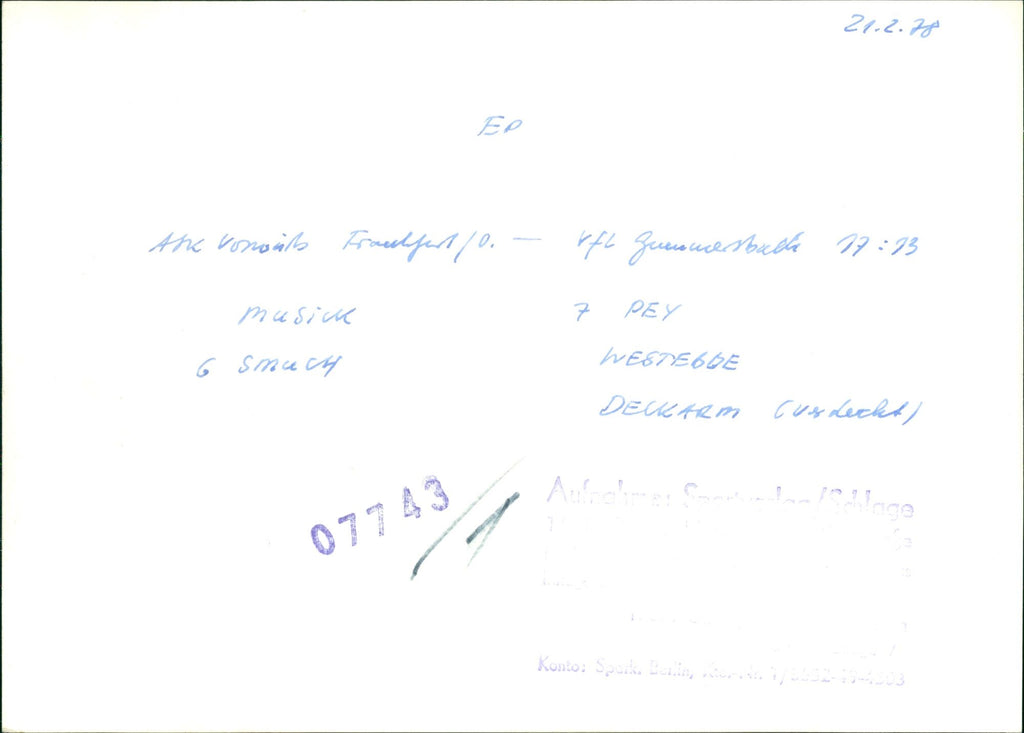 21.2.78
EP
ASK Vorwärts Frankfurt/O. — VfL Gummersbach 17:13
MUSICK 7 PEY
6 SMUCH WESTEBBE
DECKARM (verdeckt)
07743/1
Aufnahme: Sportverlag/Schlage
Konto: Spark. Berlin,